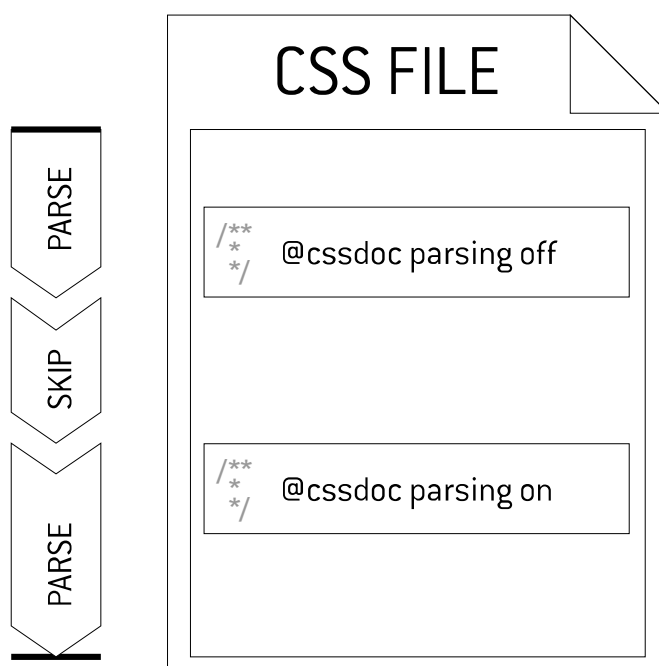 CSS FILE
PARSE
/**
* @cssdoc parsing off
*/
SKIP
/**
* @cssdoc parsing on
*/
PARSE